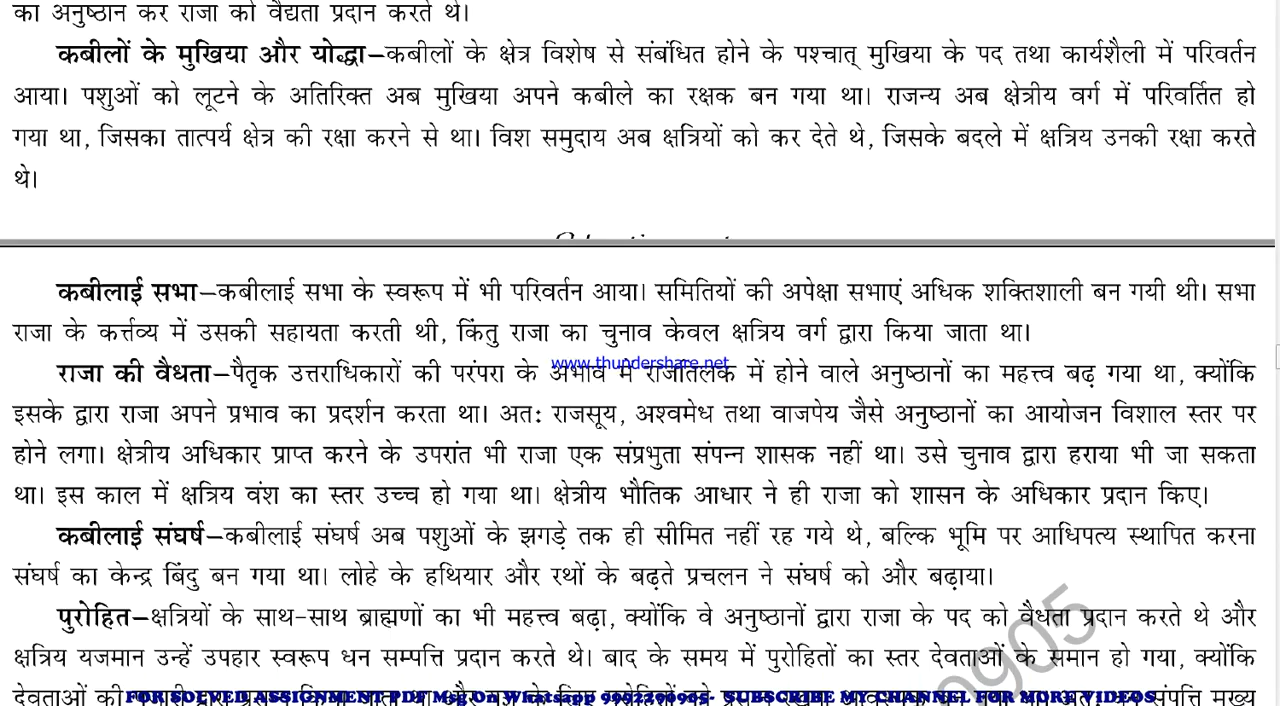 का अनुष्ठान कर राजा को वैद्यता प्रदान करते थे।
कबीलों के मुखिया और योद्धा–कबीलों के क्षेत्र विशेष से संबंधित होने के पश्चात् मुखिया के पद तथा कार्यशैली में परिवर्तन
आया। पशुओं को लूटने के अतिरिक्त अब मुखिया अपने कबीले का रक्षक बन गया था। राजन्य अब क्षेत्रीय वर्ग में परिवर्तित हो
गया था, जिसका तात्पर्य क्षेत्र की रक्षा करने से था। विश समुदाय अब क्षत्रियों को कर देते थे, जिसके बदले में क्षत्रिय उनकी रक्षा करते
थे।
कबीलाई सभा–कबीलाई सभा के स्वरूप में भी परिवर्तन आया। समितियों की अपेक्षा सभाएं अधिक शक्तिशाली बन गयी थी। सभा
राजा के कर्त्तव्य में उसकी सहायता करती थी, किंतु राजा का चुनाव केवल क्षत्रिय वर्ग द्वारा किया जाता था।
www.thundershare.net
राजा की वैधता–पैतृक उत्तराधिकारों की परंपरा के अभाव में राजतिलक में होने वाले अनुष्ठानों का महत्त्व बढ़ गया था, क्योंकि
इसके द्वारा राजा अपने प्रभाव का प्रदर्शन करता था। अतः राजसूय, अश्वमेध तथा वाजपेय जैसे अनुष्ठानों का आयोजन विशाल स्तर पर
होने लगा। क्षेत्रीय अधिकार प्राप्त करने के उपरांत भी राजा एक संप्रभुता संपन्न शासक नहीं था। उसे चुनाव द्वारा हराया भी जा सकता
था। इस काल में क्षत्रिय वंश का स्तर उच्च हो गया था। क्षेत्रीय भौतिक आधार ने ही राजा को शासन के अधिकार प्रदान किए।
कबीलाई संघर्ष–कबीलाई संघर्ष अब पशुओं के झगड़े तक ही सीमित नहीं रह गये थे, बल्कि भूमि पर आधिपत्य स्थापित करना
संघर्ष का केन्द्र बिंदु बन गया था। लोहे के हथियार और रथों के बढ़ते प्रचलन ने संघर्ष को और बढ़ाया।
पुरोहित–क्षत्रियों के साथ-साथ ब्राह्मणों का भी महत्त्व बढ़ा, क्योंकि वे अनुष्ठानों द्वारा राजा के पद को वैधता प्रदान करते थे और
क्षत्रिय यजमान उन्हें उपहार स्वरूप धन सम्पत्ति प्रदान करते थे। बाद के समय में पुरोहितों का स्तर देवताओं के समान हो गया, क्योंकि
देवताओं की संपत्ति मुख्य
FOR SOLVED ASSIGNMENT PDF Msg On Whatsapp 9992200905- SUBSCRIBE MY CHANNEL FOR MORE VIDEOS
0905